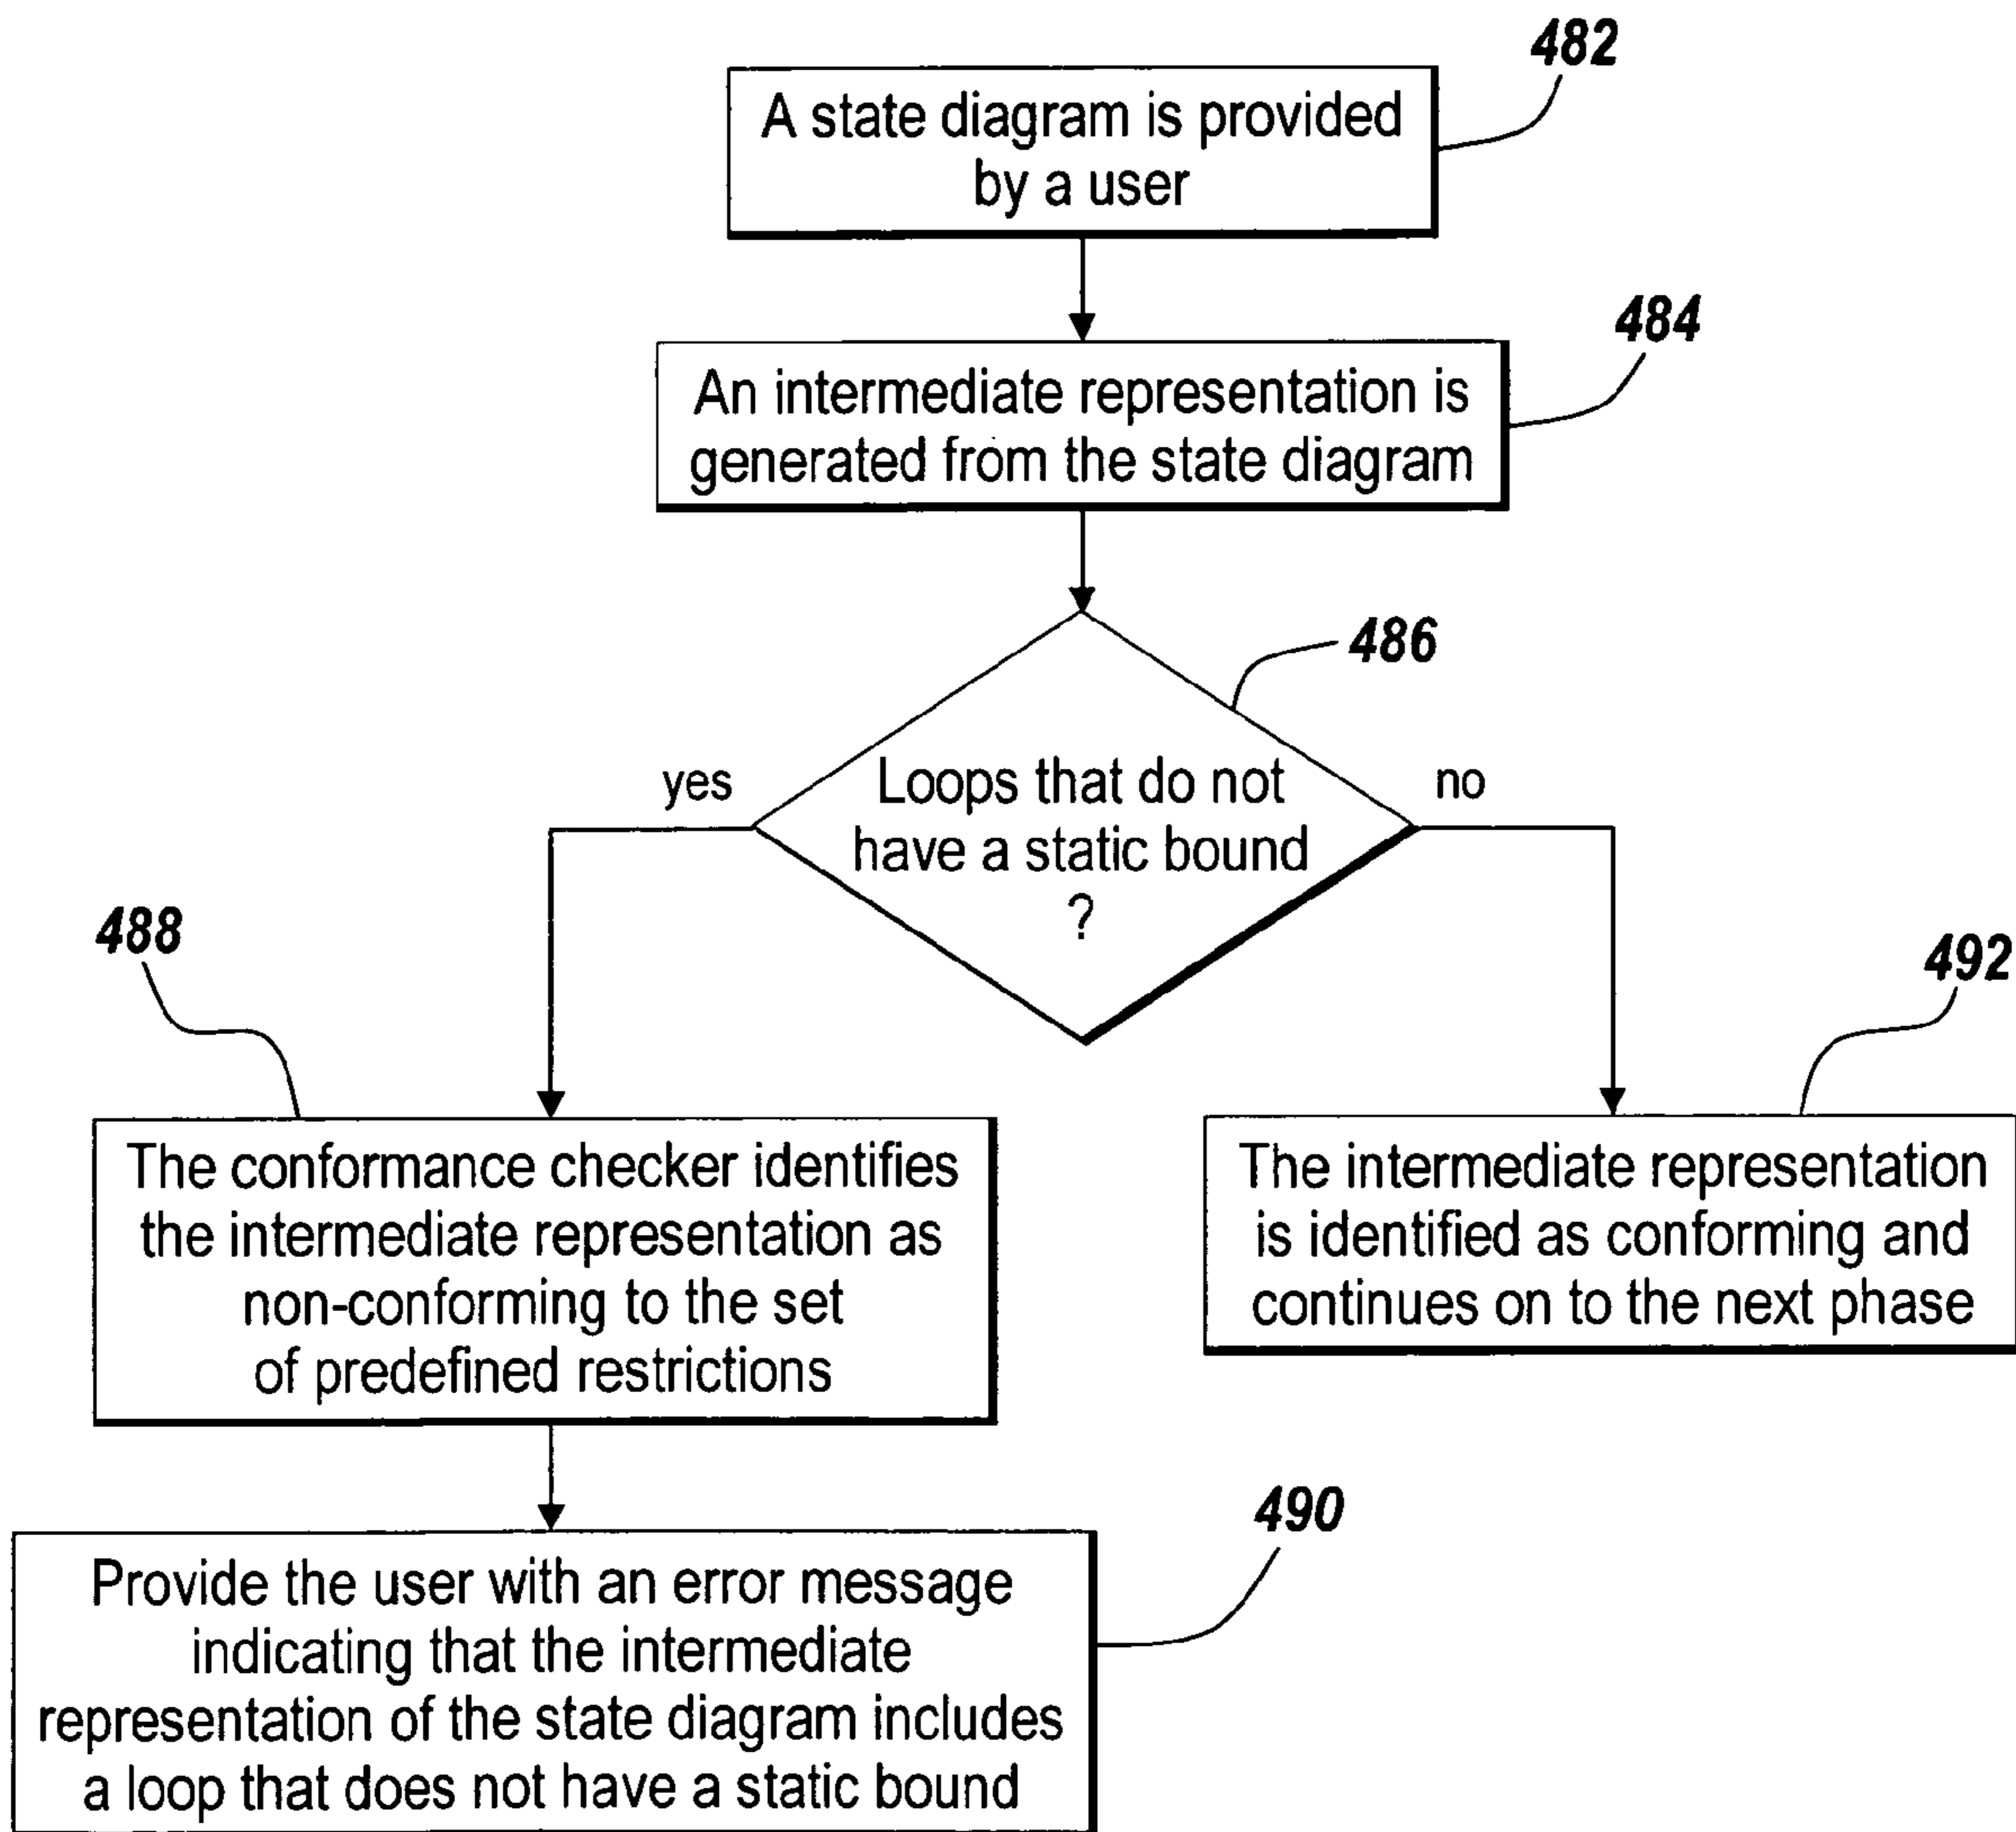 482
A state diagram is provided
by a user
484
An intermediate representation is
generated from the state diagram
486
yes
Loops that do not
have a static bound
?
no
488
The conformance checker identifies
the intermediate representation as
non-conforming to the set
of predefined restrictions
492
The intermediate representation
is identified as conforming and
continues on to the next phase
490
Provide the user with an error message
indicating that the intermediate
representation of the state diagram includes
a loop that does not have a static bound